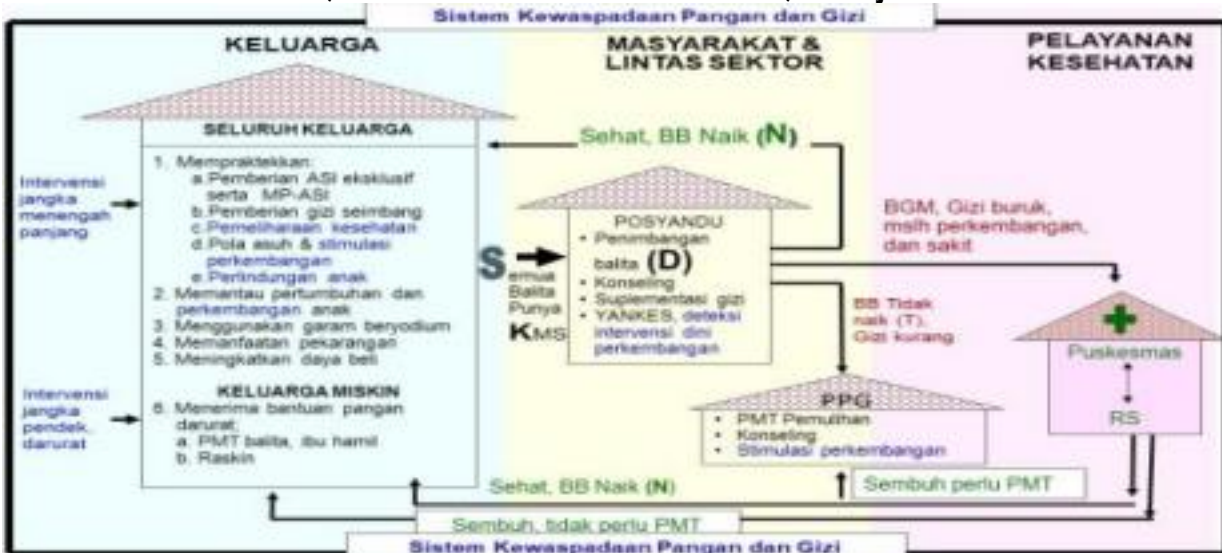 Sistem Kewaspadaan Pangan dan Gizi
KELUARGA
MASYARAKAT &
LINTAS SEKTOR
PELAYANAN
KESEHATAN
SELURUH KELUARGA
1. Mempraktekkan:
a.Pemberian ASI eksklusif
serta MP-ASI
b.Pemberian gizi seimbang
c.Pemeliharaan kesehatan
d.Pola asuh & stimulasi
perkembangan
e.Perlindungan anak
2. Memantau pertumbuhan dan
perkembangan anak
3. Menggunakan garam beryodium
4. Memanfaatan pekarangan
5. Meningkatkan daya beli
KELUARGA MISKIN
6. Menerima bantuan pangan
darurat;
a. PMT balita, ibu hamil
b. Raskin
Intervensi
jangka
menengah
panjang
Intervensi
jangka
pendek,
darurat
Semua
Balita
Punya
KMS
Sehat, BB Naik (N)
POSYANDU
• Penimbangan
balita (D)
• Konseling
• Suplementasi gizi
• YANKES, deteksi
intervensi dini
perkembangan
BGM, Gizi buruk,
mslh perkembangan,
dan sakit
BB Tidak
naik (T),
Gizi kurang
Puskesmas
RS
PPG
• PMT Pemulihan
• Konseling
• Stimulasi perkembangan
Sembuh perlu PMT
Sehat, BB Naik (N)
Sembuh, tidak perlu PMT
Sistem Kewaspadaan Pangan dan Gizi